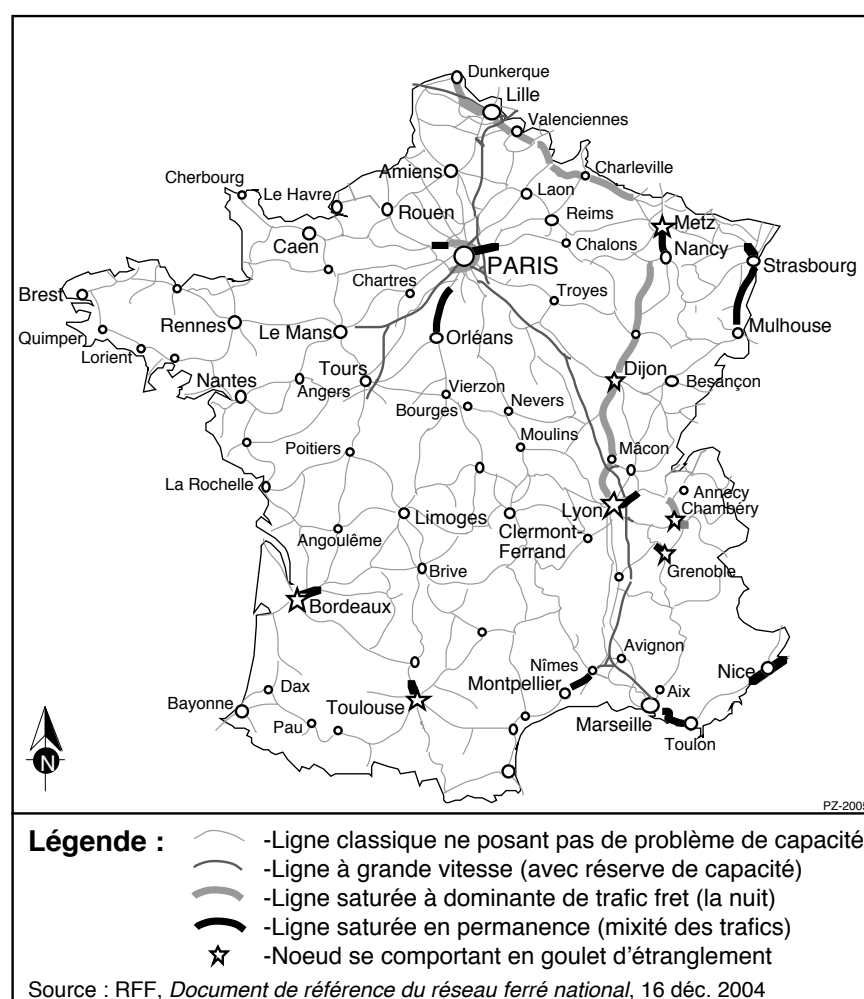 Dunkerque
Lille
Valenciennes
Charleville
Amiens
Cherbourg
Le Havre
Laon
Rouen
Reims
Metz
Caen
Chalons
Nancy
PARIS
Strasbourg
Chartres
Troyes
Brest
Rennes
Le Mans
Orléans
Mulhouse
Quimper
Lorient
Tours
Dijon
Nantes
Angers
Vierzon
Besançon
Bourges
Nevers
Moulins
Mâcon
Poitiers
La Rochelle
Annecy
Lyon
Chambéry
Limoges
Clermont-
Ferrand
Angoulême
Brive
Grenoble
Bordeaux
Avignon
Nîmes
Nice
Dax
Montpellier
Aix
Bayonne
Toulouse
Marseille
Pau
Toulon
N
PZ-2005
Légende :
-Ligne classique ne posant pas de problème de capacité
-Ligne à grande vitesse (avec réserve de capacité)
-Ligne saturée à dominante de trafic fret (la nuit)
-Ligne saturée en permanence (mixité des trafics)
-Noeud se comportant en goulet d'étranglement
Source : RFF, Document de référence du réseau ferré national, 16 déc. 2004